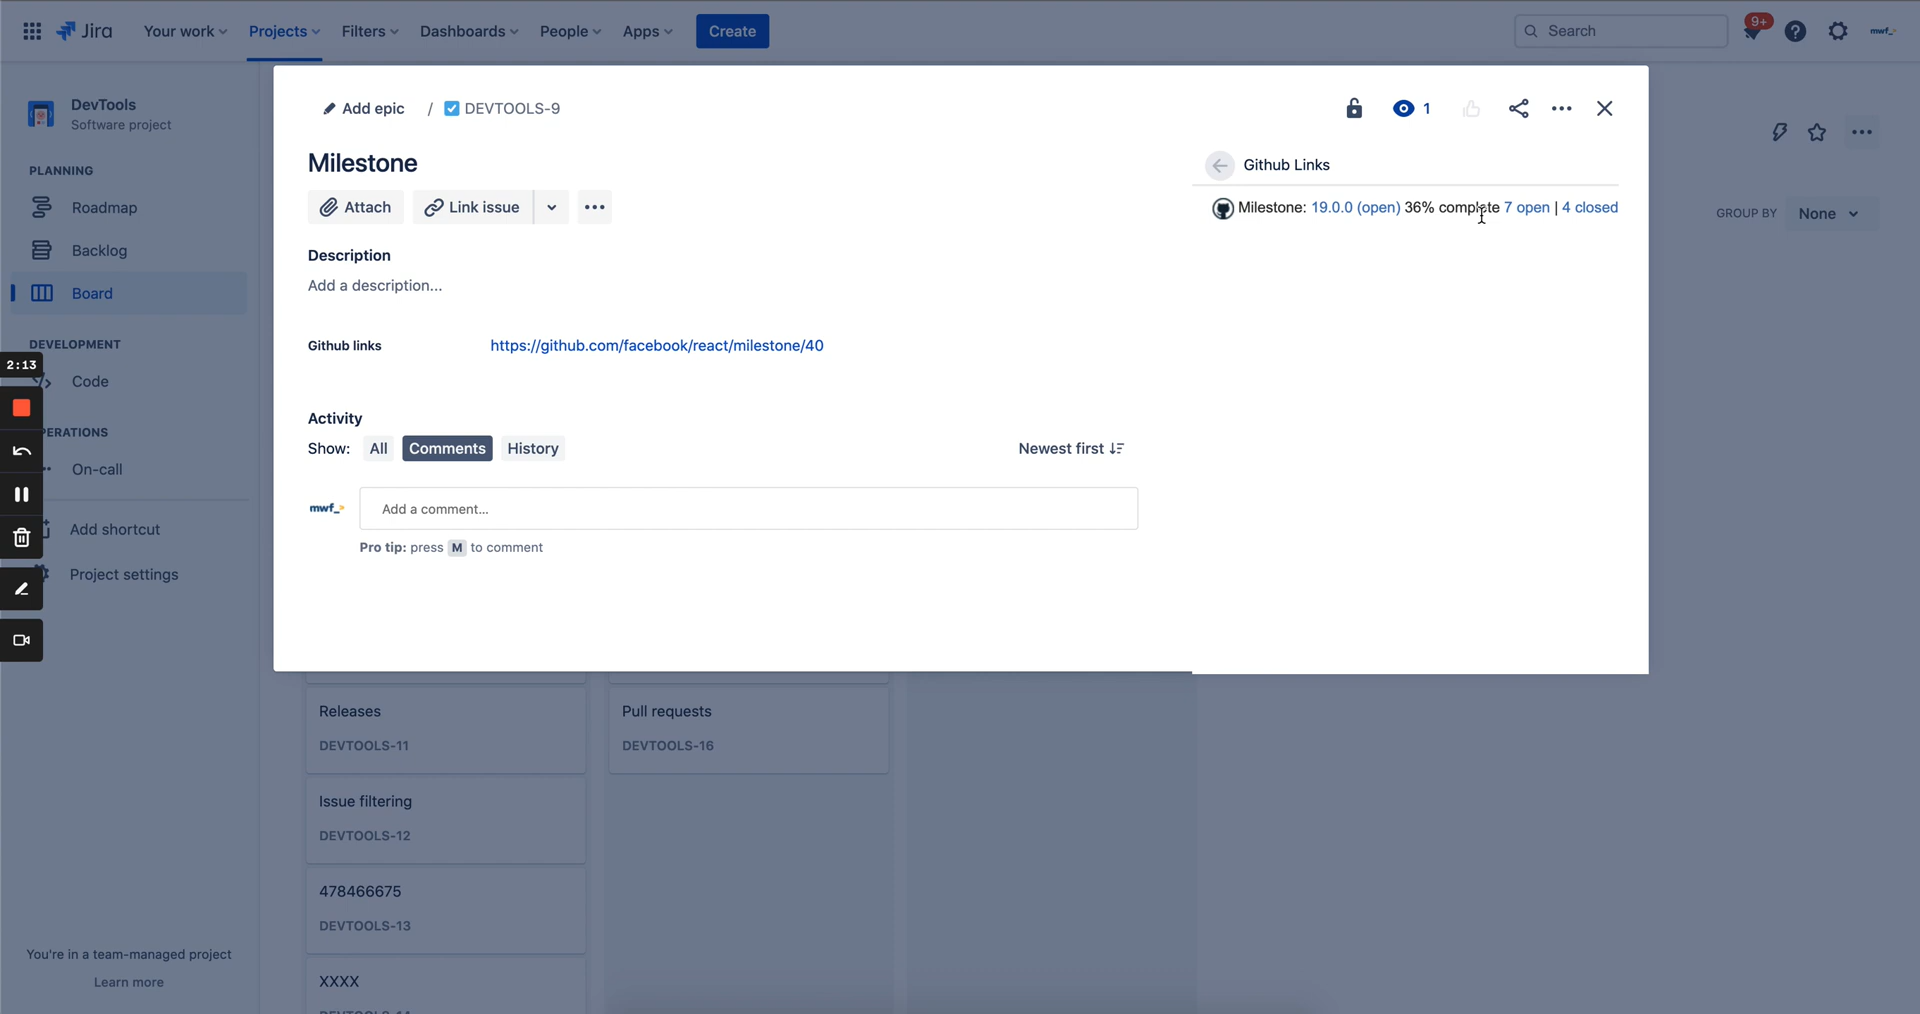 Jira
Your work
Projects
Filters
Dashboards
People
Apps
Create
Search
9+
mwf_>
DevTools
Software project
PLANNING
Roadmap
Backlog
Board
DEVELOPMENT
2:13
Code
PERATIONS
On-call
Add shortcut
Project settings
You're in a team-managed project
Learn more
Add epic / DEVTOOLS-9
1
Milestone
Attach
Link issue
Description
Add a description...
Github links
https://github.com/facebook/react/milestone/40
Activity
Show: All Comments History
Newest first
mwf_>
Add a comment...
Pro tip: press M to comment
Github Links
Milestone: 19.0.0 (open) 36% complete 7 open | 4 closed
GROUP BY None
Releases
DEVTOOLS-11
Pull requests
DEVTOOLS-16
Issue filtering
DEVTOOLS-12
478466675
DEVTOOLS-13
XXXX